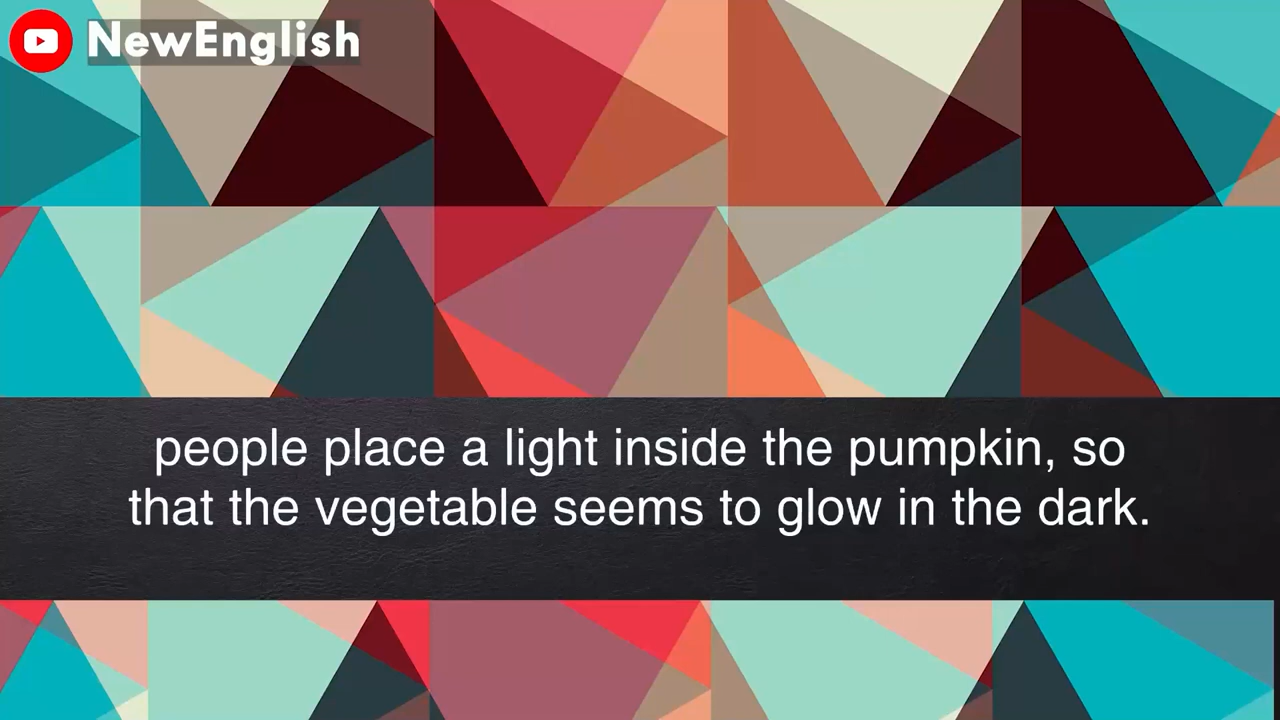 NewEnglish
people place a light inside the pumpkin, so
that the vegetable seems to glow in the dark.